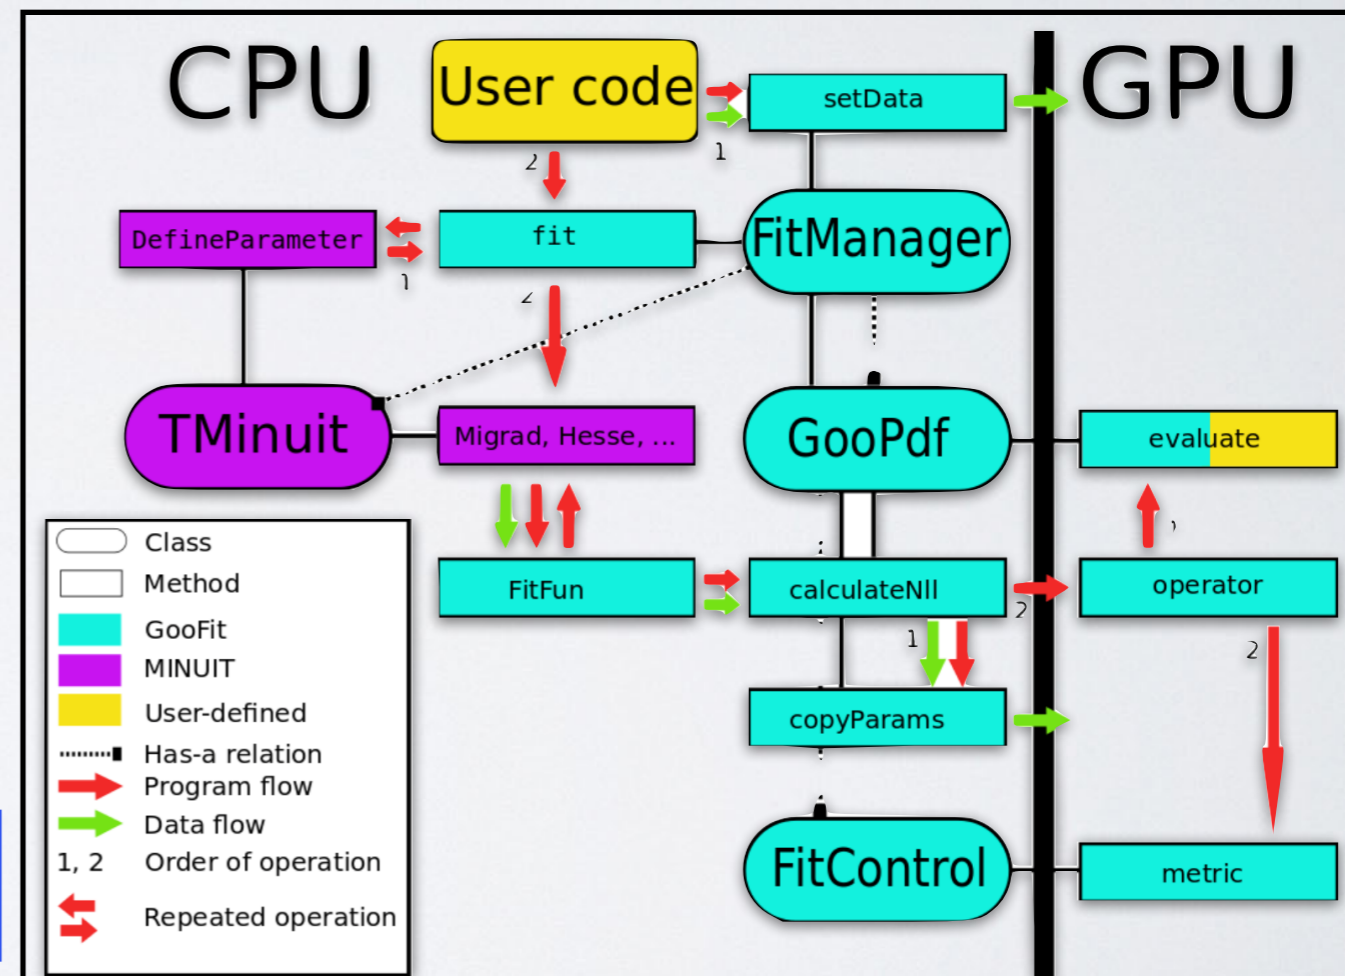 CPU
GPU
User code
setData
1
2
DefineParameter
fit
FitManager
1
2
TMinuit
Migrad, Hesse, ...
GooPdf
evaluate
FitFun
calculateNll
2
operator
1
2
copyParams
FitControl
metric
Class
Method
GooFit
MINUIT
User-defined
Has-a relation
Program flow
Data flow
1, 2 Order of operation
Repeated operation